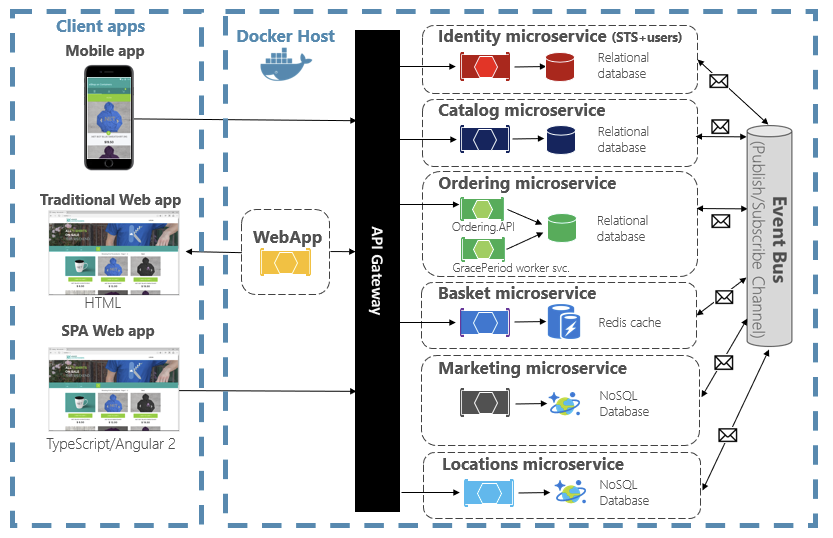 Client apps
Mobile app
Traditional Web app
HTML
SPA Web app
TypeScript/Angular 2
Docker Host
WebApp
API Gateway
Identity microservice (STS+users)
Relational
database
Catalog microservice
Relational
database
Ordering microservice
Ordering.API
GracePeriod worker svc.
Relational
database
Basket microservice
Redis cache
Marketing microservice
NoSQL
Database
Locations microservice
NoSQL
Database
Event Bus
(Publish/Subscribe Channel)